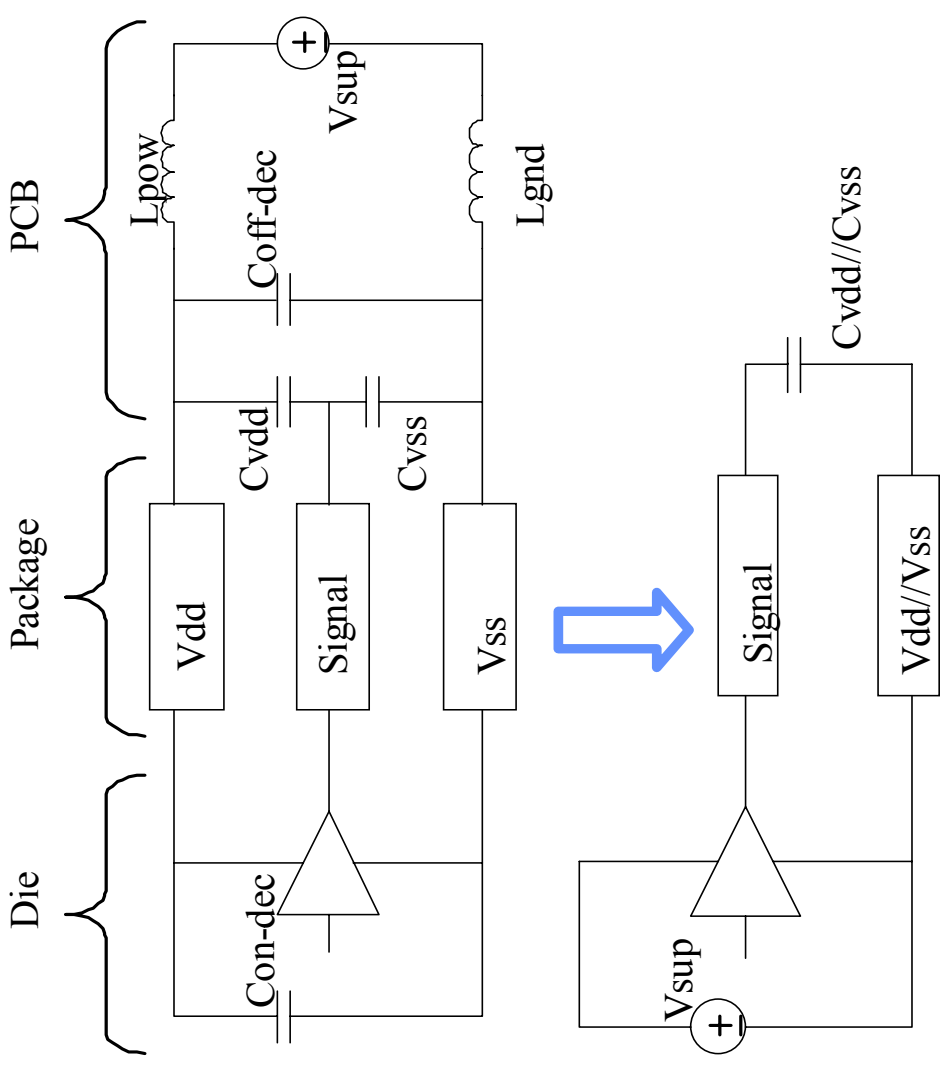 Die
Package
PCB
Con-dec
Vdd
Signal
Vss
Cvdd
Cvss
Coff-dec
Lpow
Lgnd
+
Vsup
Vsup
+
Signal
Vdd//Vss
Cvdd//Cvss